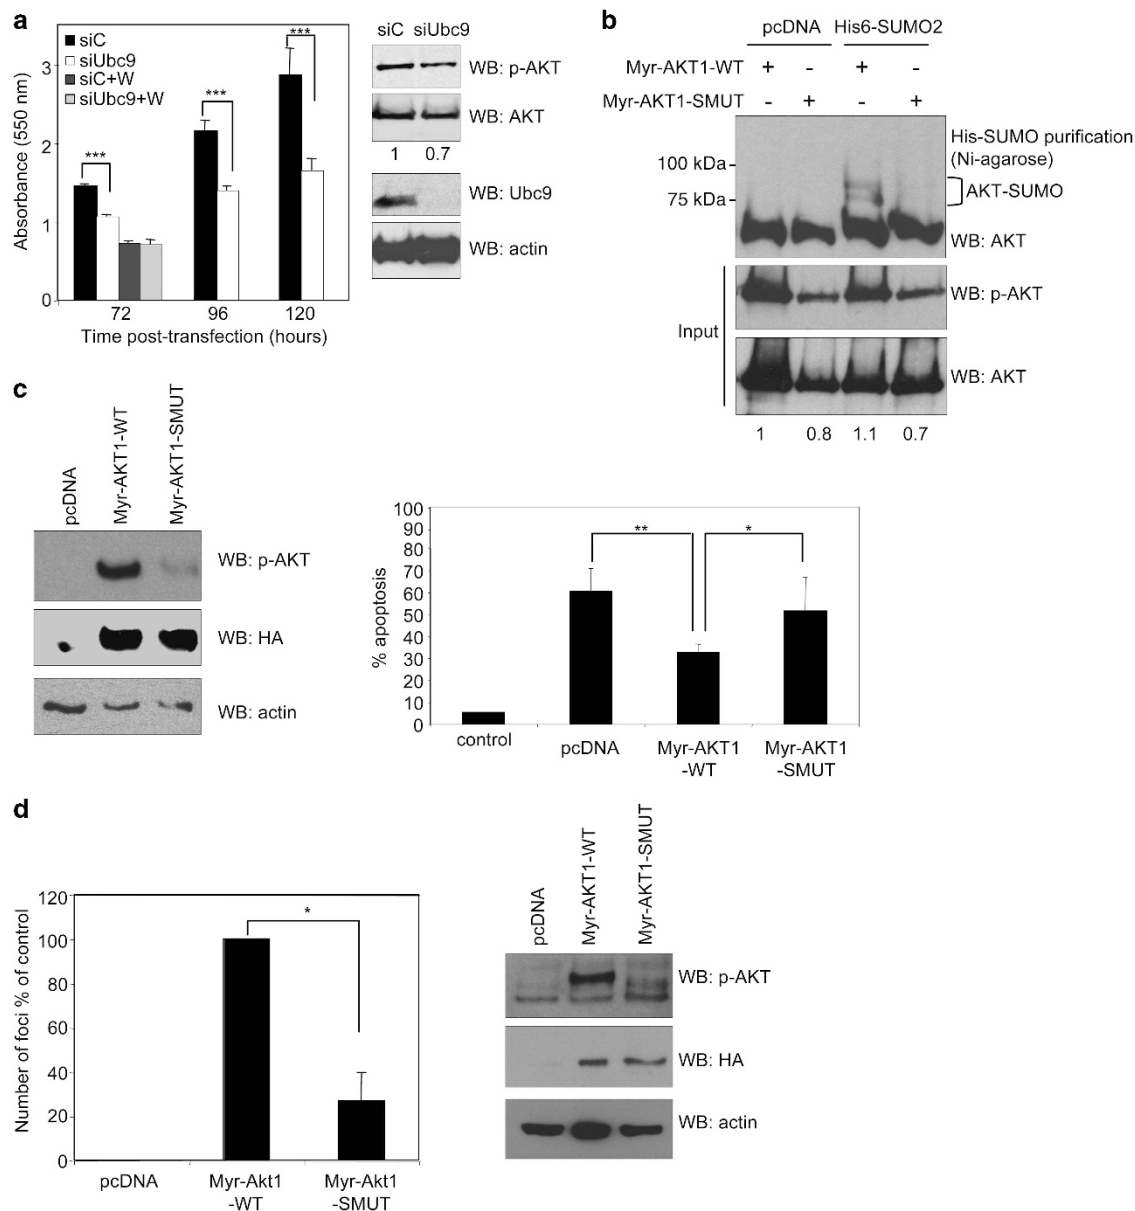 a
siC
siUbc9
siC+W
siUbc9+W
***
***
***
3
2
1
0
Absorbance (550 nm)
72
96
120
Time post-transfection (hours)
siC siUbc9
WB: p-AKT
WB: AKT
1 0.7
WB: Ubc9
WB: actin
b
pcDNA His6-SUMO2
Myr-AKT1-WT + - + -
Myr-AKT1-SMUT - + - +
His-SUMO purification
(Ni-agarose)
100 kDa
75 kDa
AKT-SUMO
WB: AKT
WB: p-AKT
Input
WB: AKT
1 0.8 1.1 0.7
c
pcDNA
Myr-AKT1-WT
Myr-AKT1-SMUT
WB: p-AKT
WB: HA
WB: actin
100
90
80
70
60
50
40
30
20
10
0
% apoptosis
**
*
control
pcDNA
Myr-AKT1
-WT
Myr-AKT1
-SMUT
d
120
100
80
60
40
20
0
Number of foci % of control
*
pcDNA
Myr-Akt1
-WT
Myr-Akt1
-SMUT
pcDNA
Myr-AKT1-WT
Myr-AKT1-SMUT
WB: p-AKT
WB: HA
WB: actin